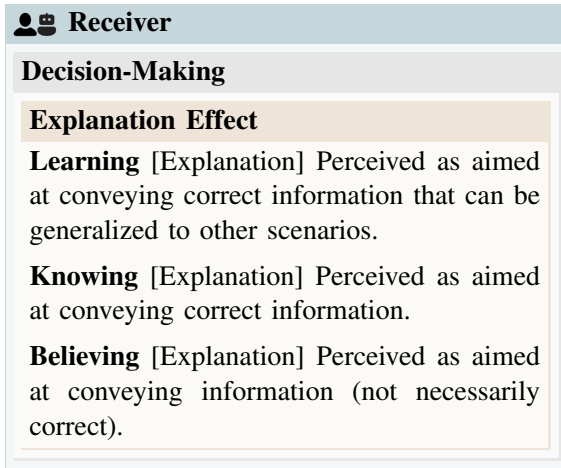 Receiver
Decision-Making
Explanation Effect
Learning [Explanation] Perceived as aimed
at conveying correct information that can be
generalized to other scenarios.
Knowing [Explanation] Perceived as aimed
at conveying correct information.
Believing [Explanation] Perceived as aimed
at conveying information (not necessarily
correct).